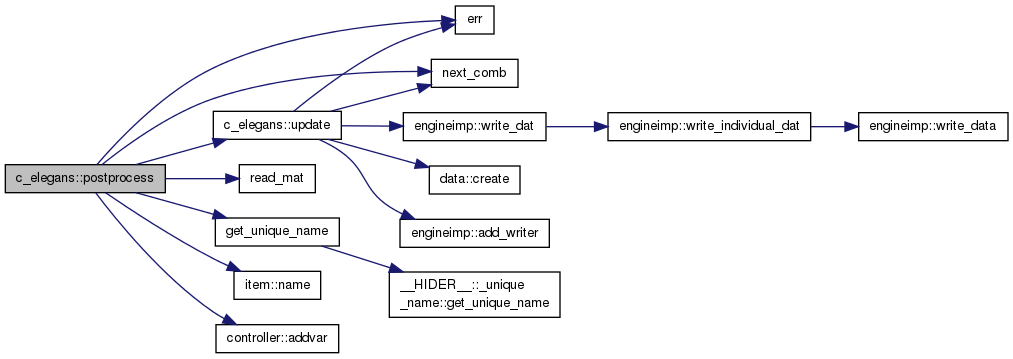 err
next_comb
c_elegans::update
engineimp::write_dat
engineimp::write_individual_dat
engineimp::write_data
c_elegans::postprocess
read_mat
data::create
get_unique_name
engineimp::add_writer
item::name
__HIDER__::_unique
_name::get_unique_name
controller::addvar